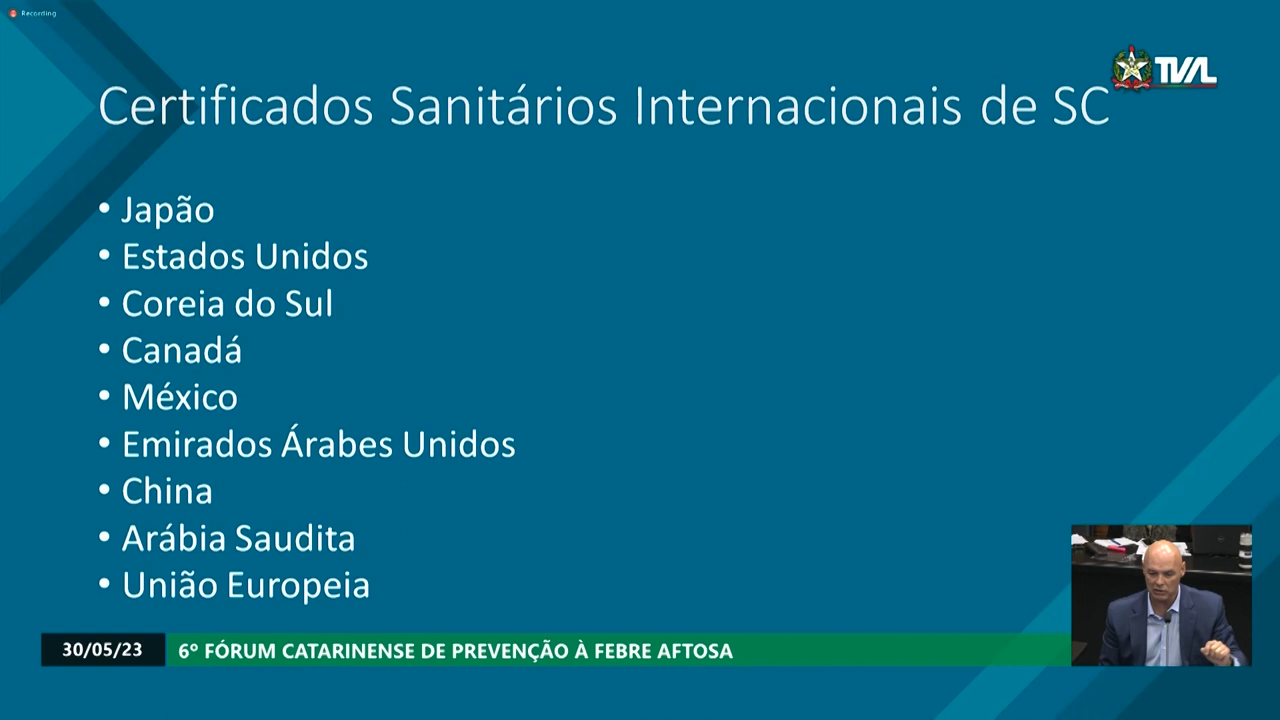 Recording
TVAL
Certificados Sanitários Internacionais de SC
• Japão
• Estados Unidos
• Coreia do Sul
• Canadá
• México
• Emirados Árabes Unidos
• China
• Arábia Saudita
• União Europeia
30/05/23
6º FÓRUM CATARINENSE DE PREVENÇÃO À FEBRE AFTOSA